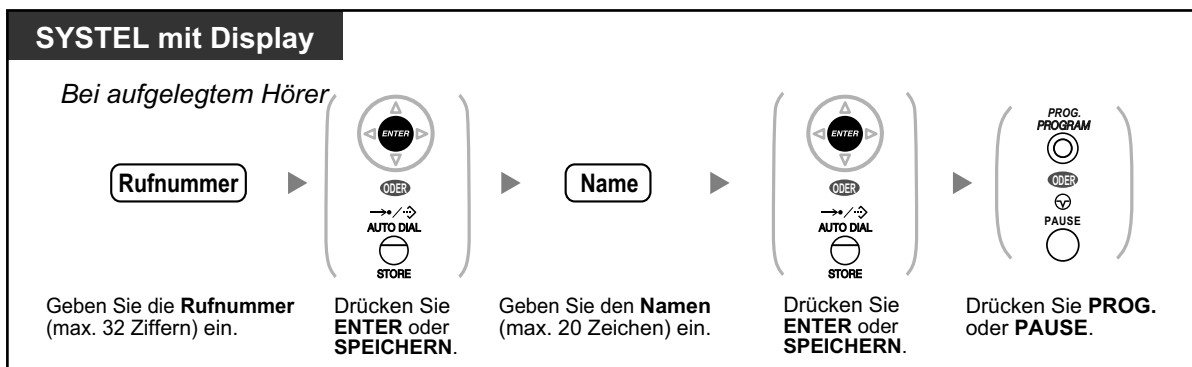 SYSTEL mit Display
Bei aufgelegtem Hörer
Rufnummer
ENTER
ODER
AUTO DIAL
STORE
Name
ENTER
ODER
AUTO DIAL
STORE
PROG.
PROGRAM
ODER
PAUSE
Geben Sie die Rufnummer
(max. 32 Ziffern) ein.
Drücken Sie
ENTER oder
SPEICHERN.
Geben Sie den Namen
(max. 20 Zeichen) ein.
Drücken Sie
ENTER oder
SPEICHERN.
Drücken Sie PROG.
oder PAUSE.